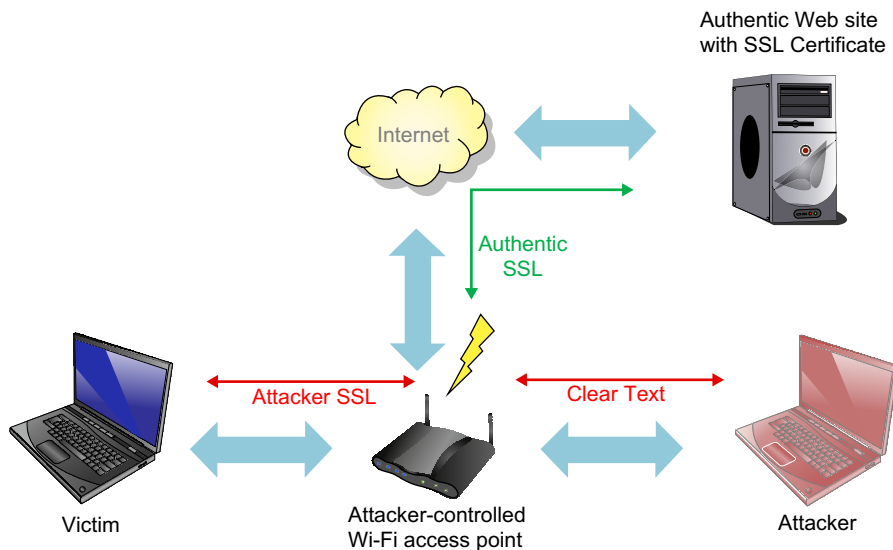 Authentic Web site
with SSL Certificate
Internet
Authentic
SSL
Attacker SSL
Clear Text
Victim
Attacker-controlled
Wi-Fi access point
Attacker